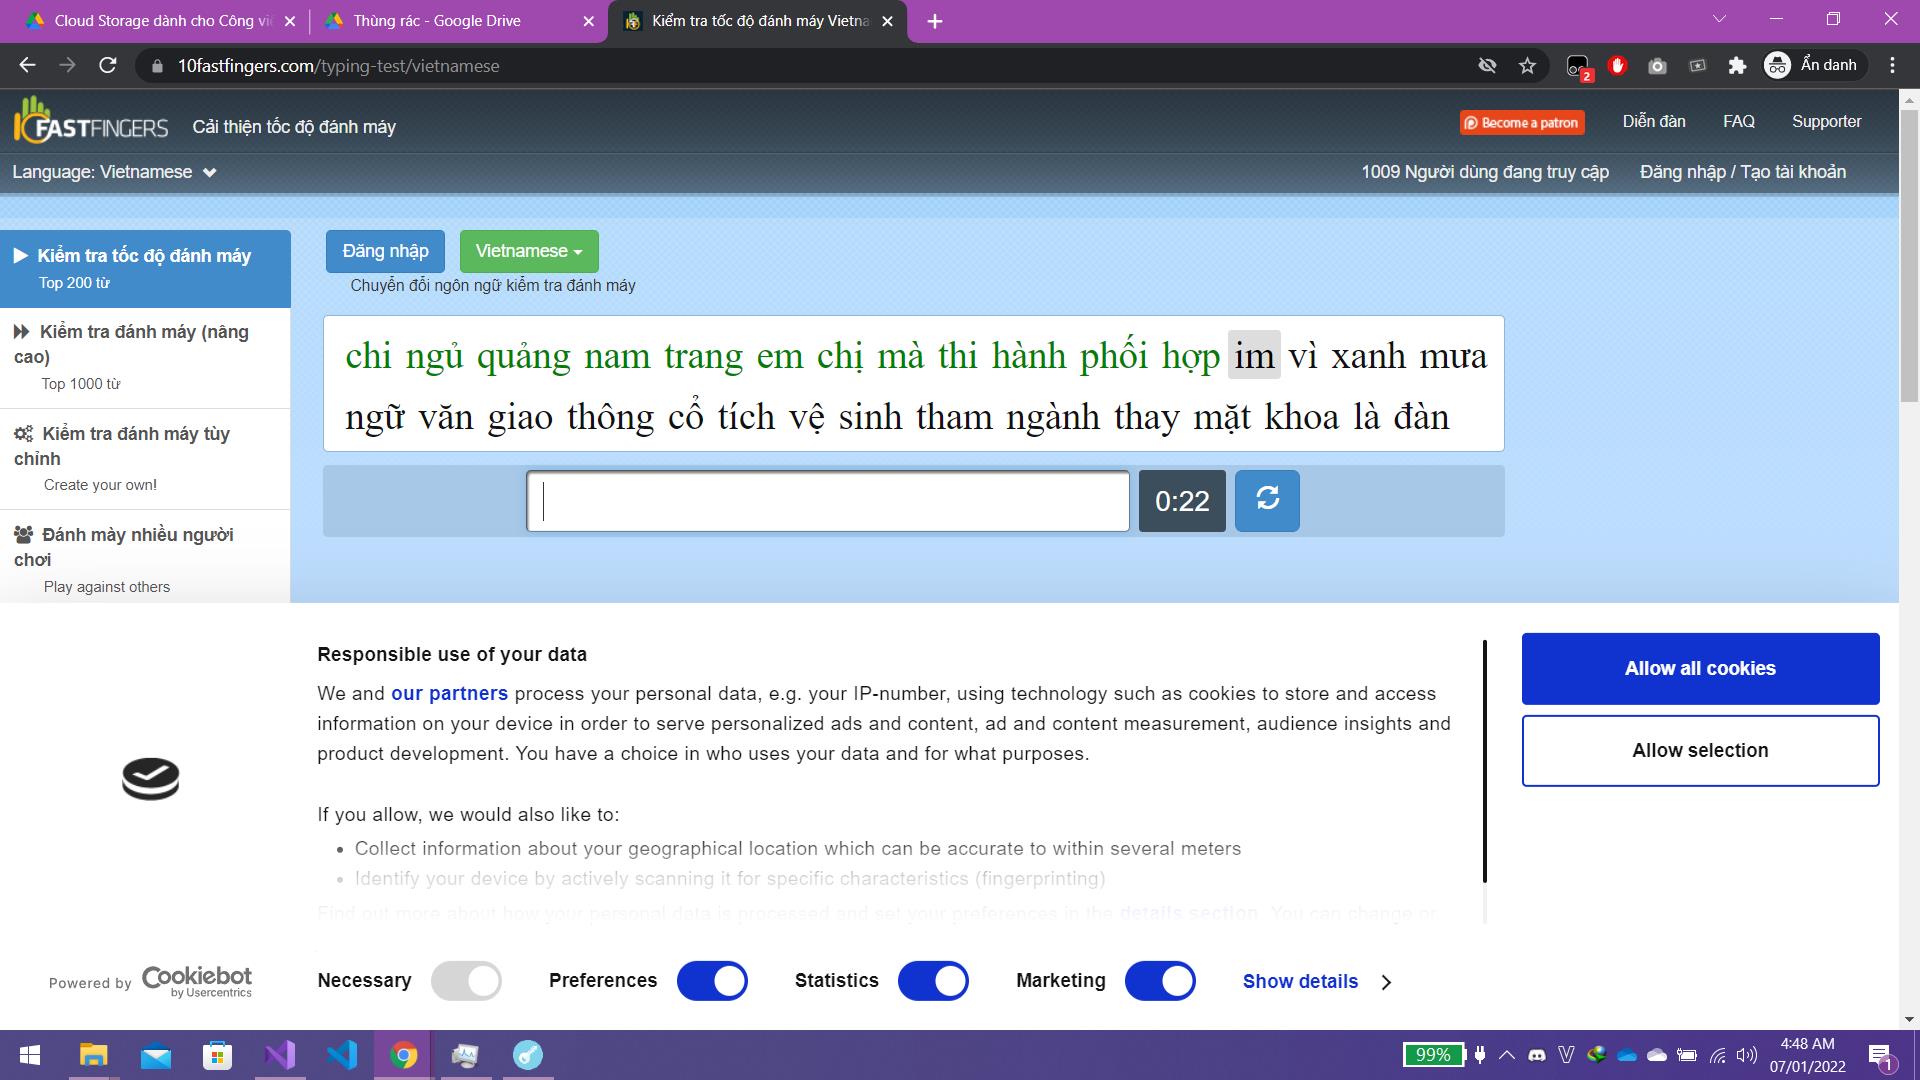 Cloud Storage dành cho Công vi
Thùng rác - Google Drive
Kiểm tra tốc độ đánh máy Vietna
10fastfingers.com/typing-test/vietnamese
2
Ẩn danh
10FASTFINGERS
Cải thiện tốc độ đánh máy
Become a patron
Diễn đàn
FAQ
Supporter
Language: Vietnamese
1009 Người dùng đang truy cập
Đăng nhập / Tạo tài khoản
Kiểm tra tốc độ đánh máy
Top 200 từ
Kiểm tra đánh máy (nâng
cao)
Top 1000 từ
Kiểm tra đánh máy tùy
chỉnh
Create your own!
Đánh mày nhiều người
chơi
Play against others
Đăng nhập
Vietnamese
Chuyển đổi ngôn ngữ kiểm tra đánh máy
chi ngủ quảng nam trang em chị mà thi hành phối hợp im vì xanh mưa
ngữ văn giao thông cổ tích vệ sinh tham ngành thay mặt khoa là đàn
0:22
Responsible use of your data
We and our partners process your personal data, e.g. your IP-number, using technology such as cookies to store and access
information on your device in order to serve personalized ads and content, ad and content measurement, audience insights and
product development. You have a choice in who uses your data and for what purposes.
If you allow, we would also like to:
• Collect information about your geographical location which can be accurate to within several meters
• Identify your device by actively scanning it for specific characteristics (fingerprinting)
Find out more about how your personal data is processed and set your preferences in the details section. You can change or
Allow all cookies
Allow selection
Powered by Cookiebot
by Usercentrics
Necessary
Preferences
Statistics
Marketing
Show details
99%
4:48 AM
07/01/2022
1